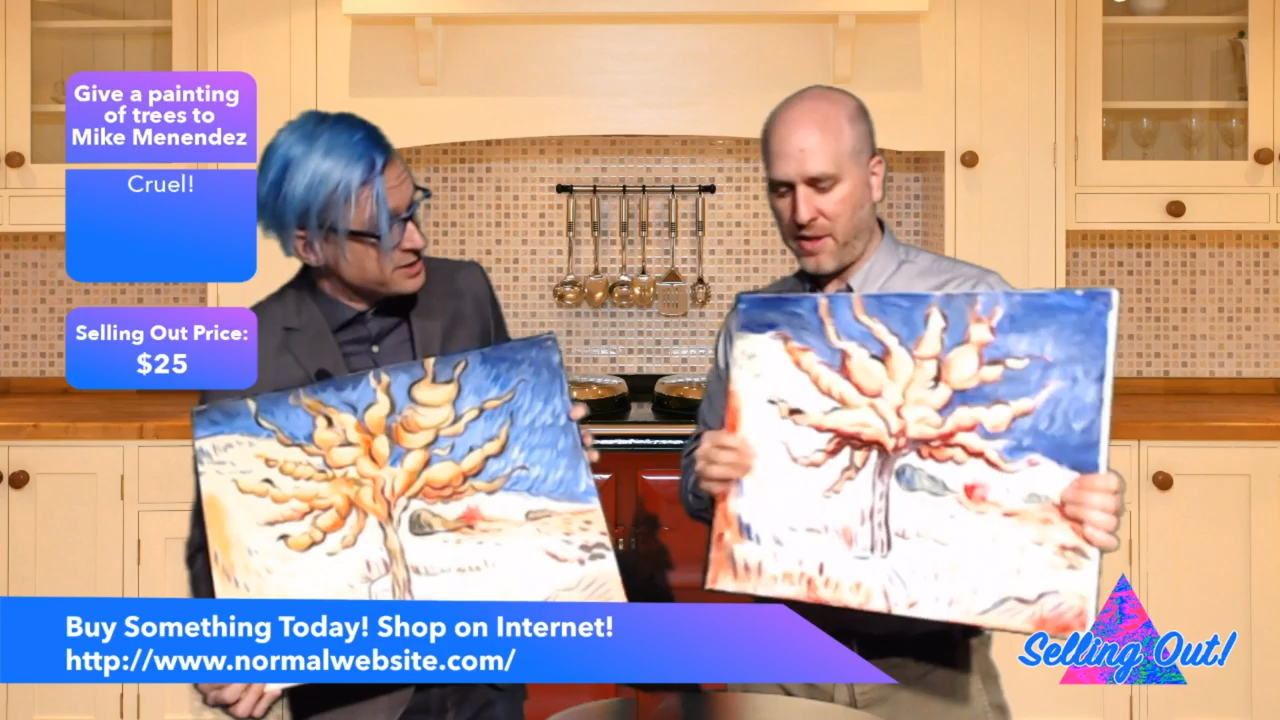 Give a painting
of trees to
Mike Menendez
Cruel!
Selling Out Price:
$25
Buy Something Today! Shop on Internet!
http://www.normalwebsite.com/
Selling Out!